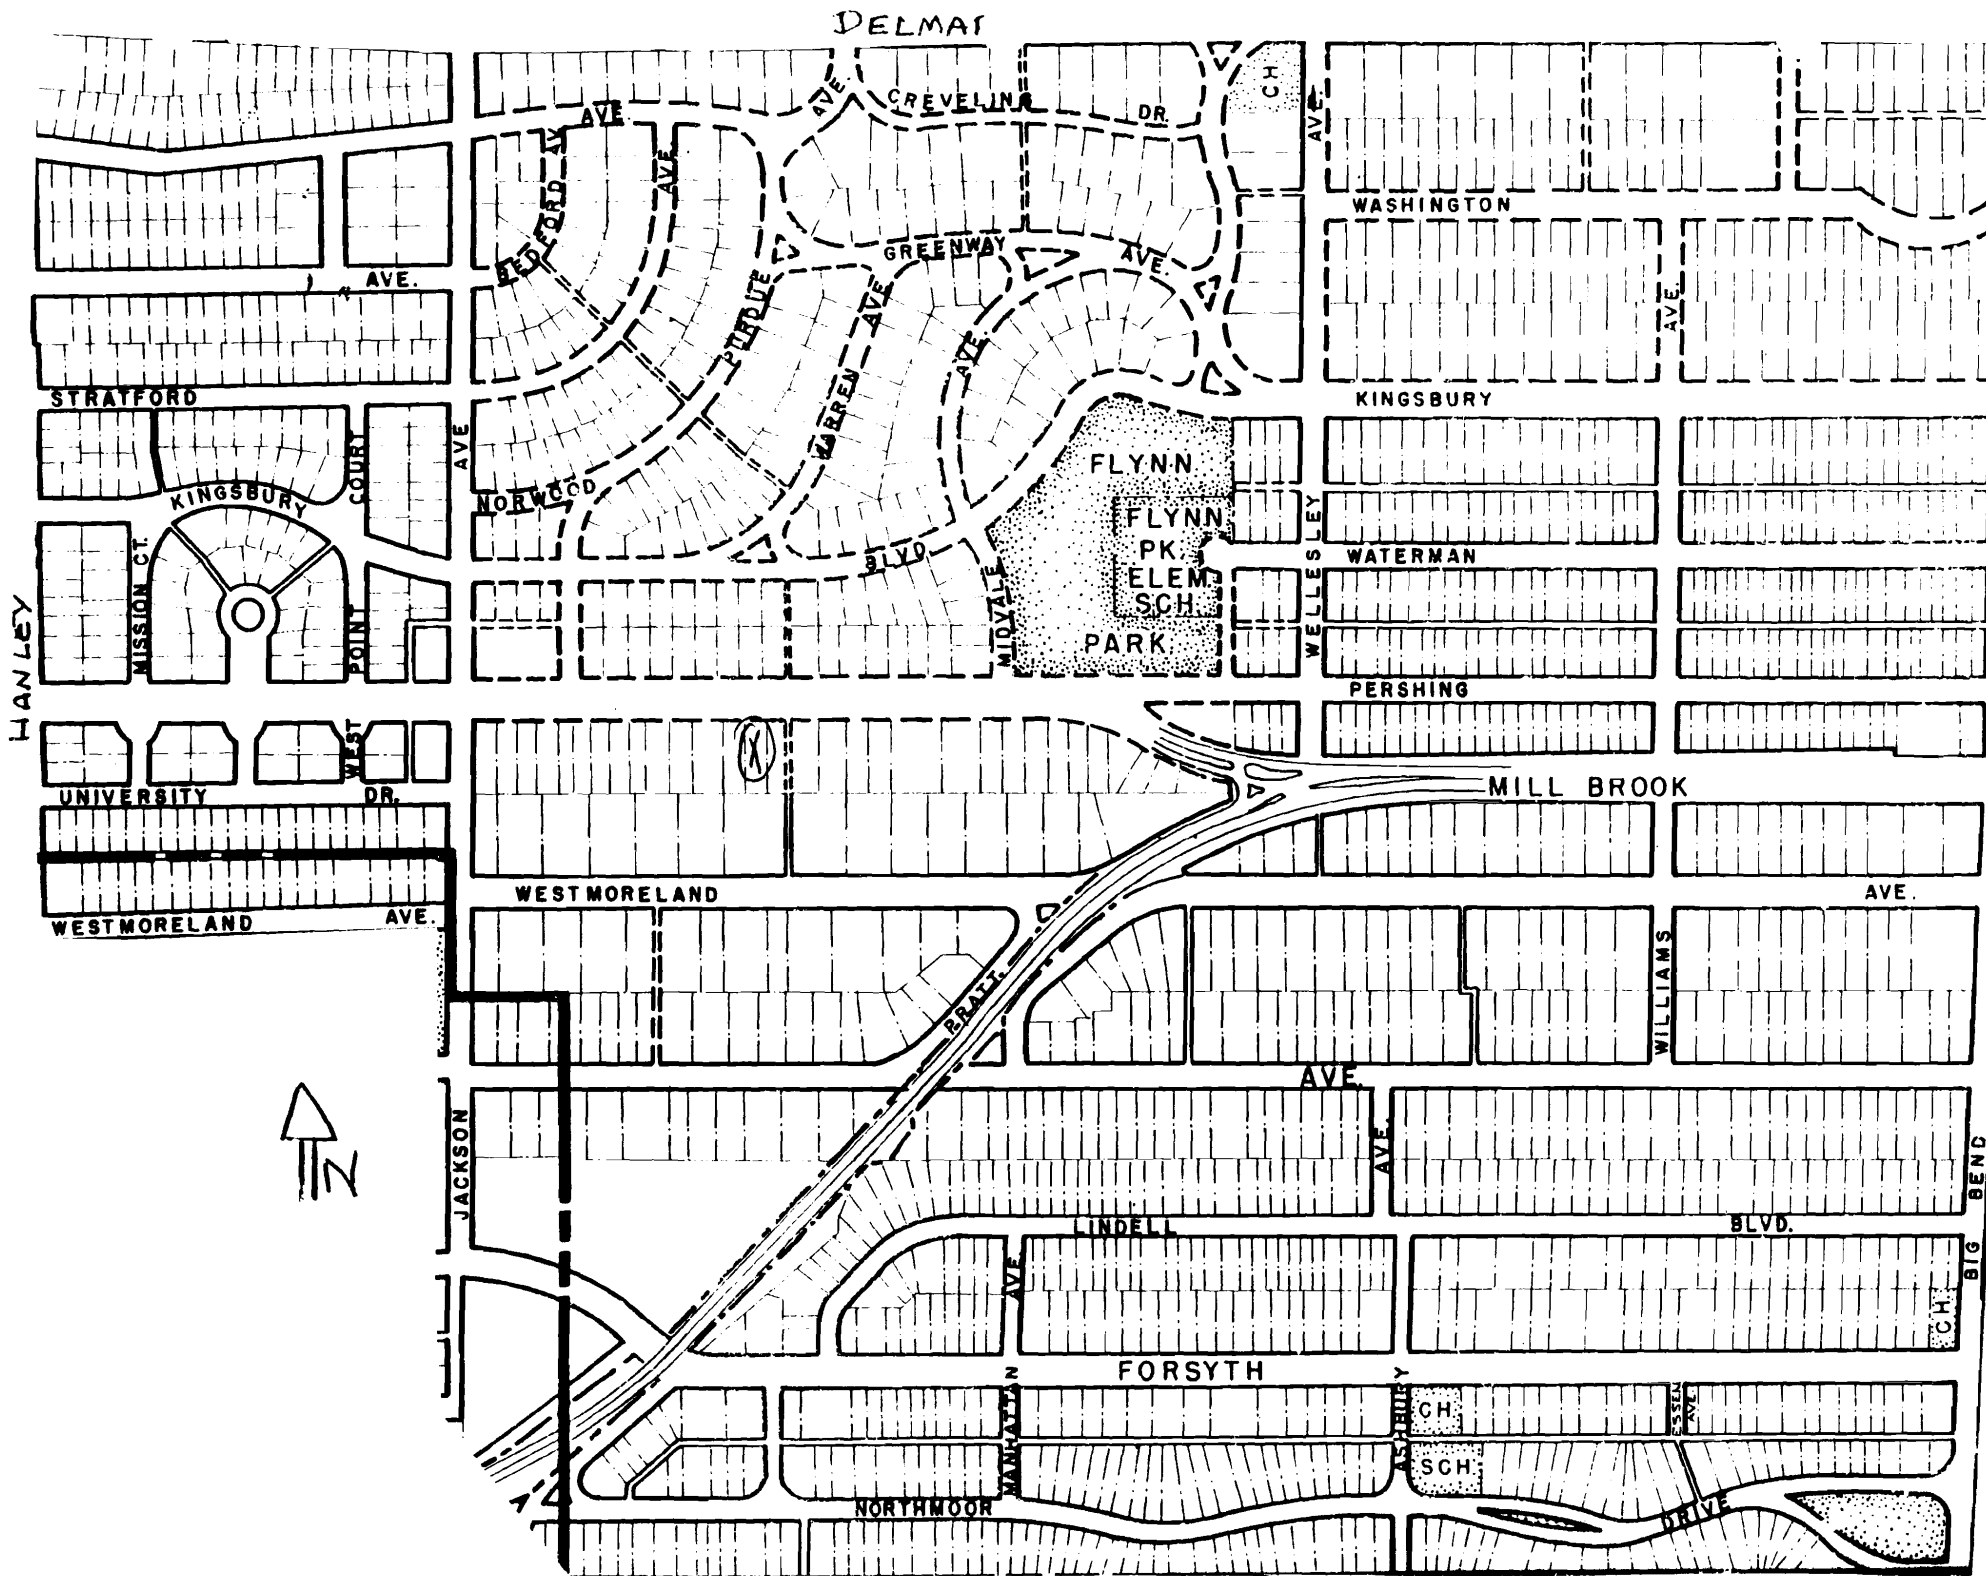 DELMAR
CH
CREVELING
AVE.
DR.
AVE.
AVE.
BEDFORD AV
AVE
WASHINGTON
GREENWAY
AVE.
AVE.
PURDUE
WARREN AVE
AVE.
AVE.
STRATFORD
KINGSBURY
AVE
COURT
FLYNN
KINGSBURY
NORWOOD
FLYNN
PK.
ELEM
SCH.
PARK
WELLESLEY
WATERMAN
BLVD
MISSION CT.
MIDVALE
HANLEY
POINT
WEST
PERSHING
X
UNIVERSITY
DR.
MILL BROOK
WESTMORELAND
AVE.
WESTMORELAND
AVE.
WILLIAMS
PRATT.
AVE.
N
JACKSON
AVE.
BIG BEND
LINDELL
BLVD.
AVE
CH
FORSYTH
MANHATTAN
ASHBURY
CH
AVE
SCH
NORTHMOOR
DRIVE